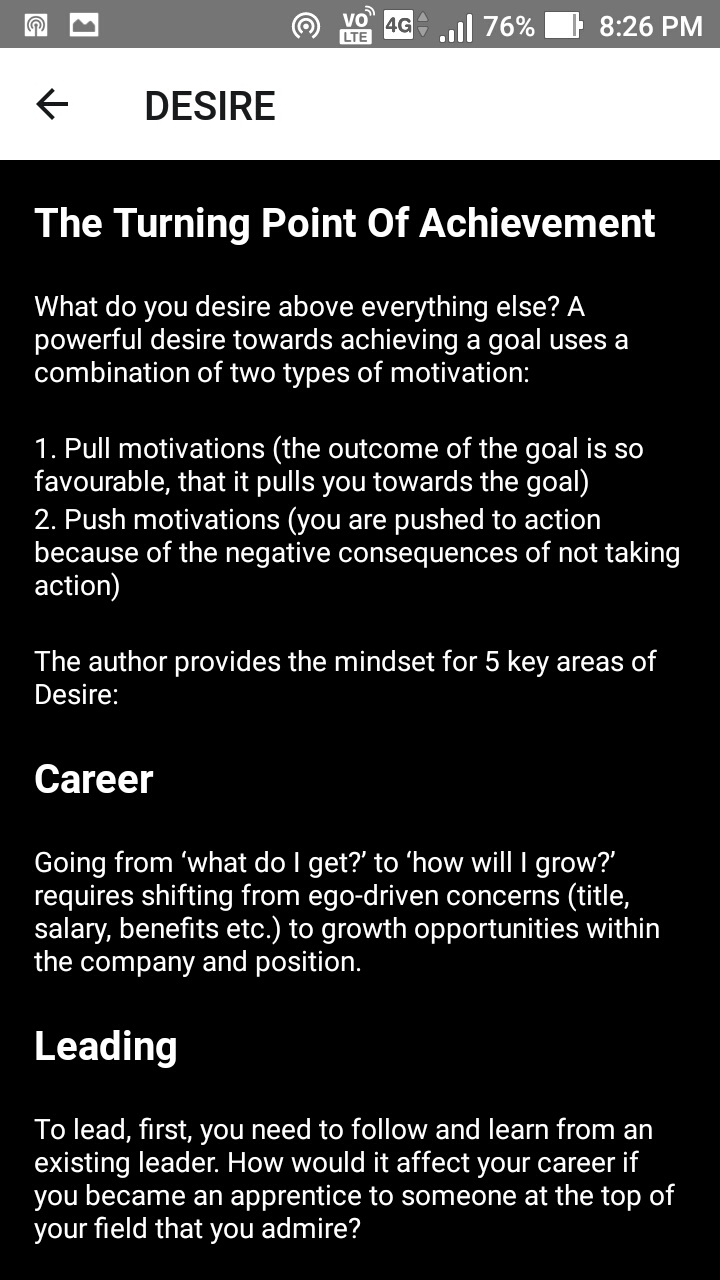 VO LTE 4G 76% 8:26 PM
DESIRE
The Turning Point Of Achievement
What do you desire above everything else? A
powerful desire towards achieving a goal uses a
combination of two types of motivation:
1. Pull motivations (the outcome of the goal is so
favourable, that it pulls you towards the goal)
2. Push motivations (you are pushed to action
because of the negative consequences of not taking
action)
The author provides the mindset for 5 key areas of
Desire:
Career
Going from ‘what do I get?’ to ‘how will I grow?’
requires shifting from ego-driven concerns (title,
salary, benefits etc.) to growth opportunities within
the company and position.
Leading
To lead, first, you need to follow and learn from an
existing leader. How would it affect your career if
you became an apprentice to someone at the top of
your field that you admire?